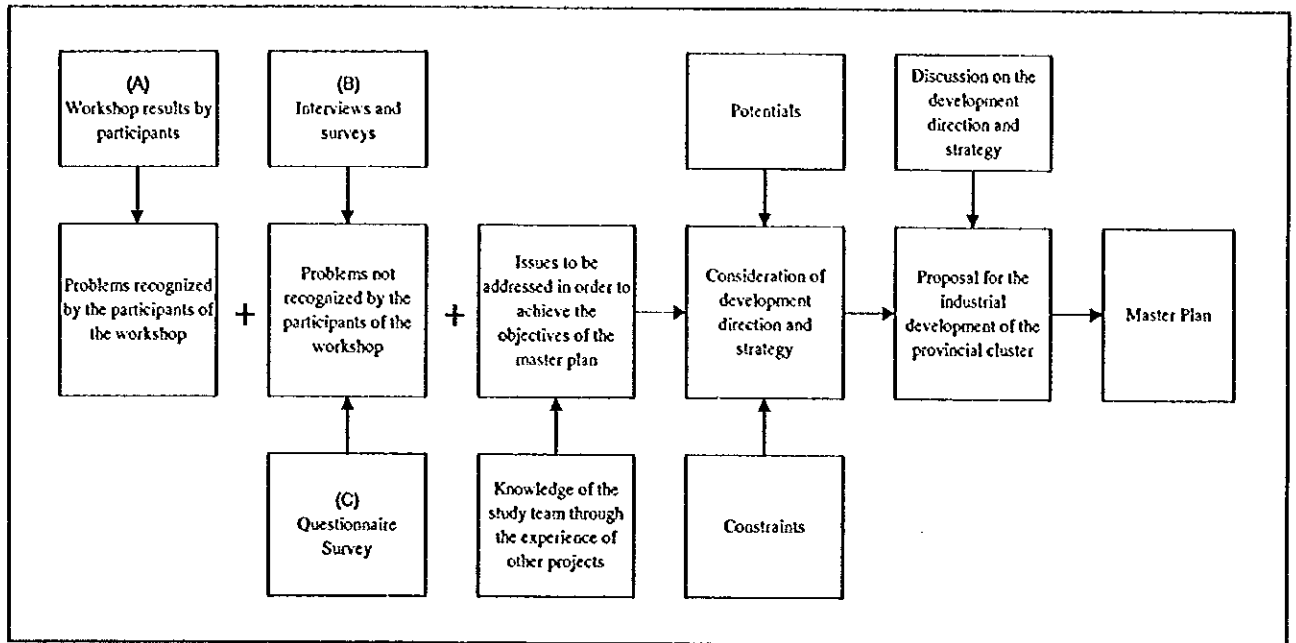 (A)
Workshop results by
participants
(B)
Interviews and
surveys
Potentials
Discussion on the
development
direction and
strategy
Problems recognized
by the participants of
the workshop
+
Problems not
recognized by the
participants of the
workshop
+
Issues to be
addressed in order to
achieve the
objectives of the
master plan
Consideration of
development
direction and
strategy
Proposal for the
industrial
development of the
provincial cluster
Master Plan
(C)
Questionnaire
Survey
Knowledge of the
study team through
the experience of
other projects
Constraints